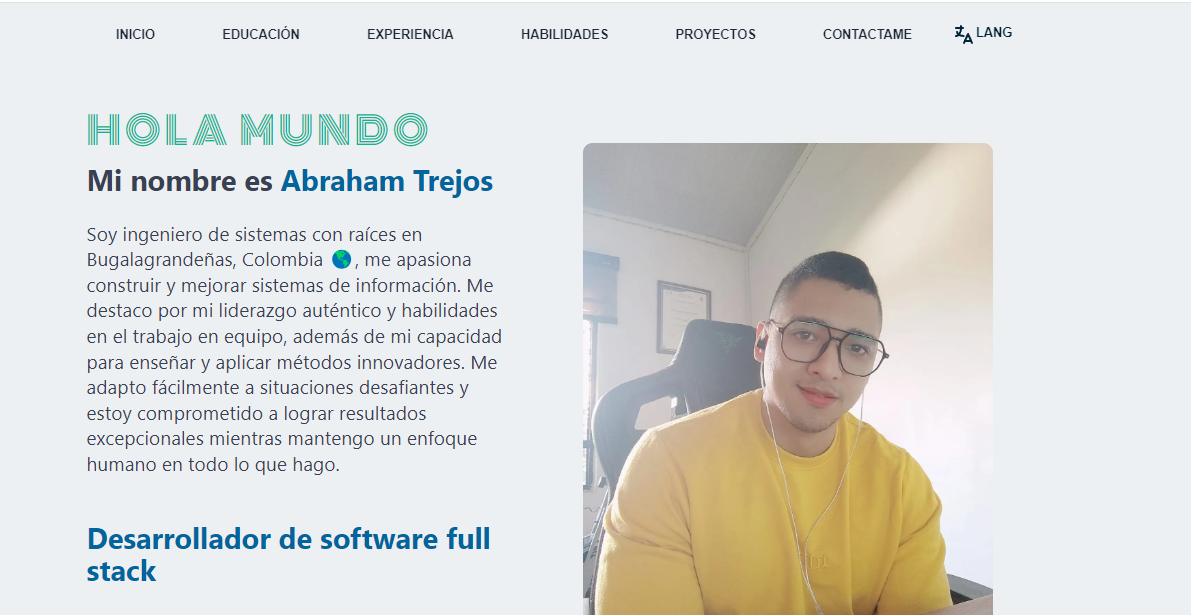 INICIO EDUCACIÓN EXPERIENCIA HABILIDADES PROYECTOS CONTACTAME LANG
HOLA MUNDO
Mi nombre es Abraham Trejos
Soy ingeniero de sistemas con raíces en
Bugalagrandeñas, Colombia 🌎, me apasiona
construir y mejorar sistemas de información. Me
destaco por mi liderazgo auténtico y habilidades
en el trabajo en equipo, además de mi capacidad
para enseñar y aplicar métodos innovadores. Me
adapto fácilmente a situaciones desafiantes y
estoy comprometido a lograr resultados
excepcionales mientras mantengo un enfoque
humano en todo lo que hago.
Desarrollador de software full
stack